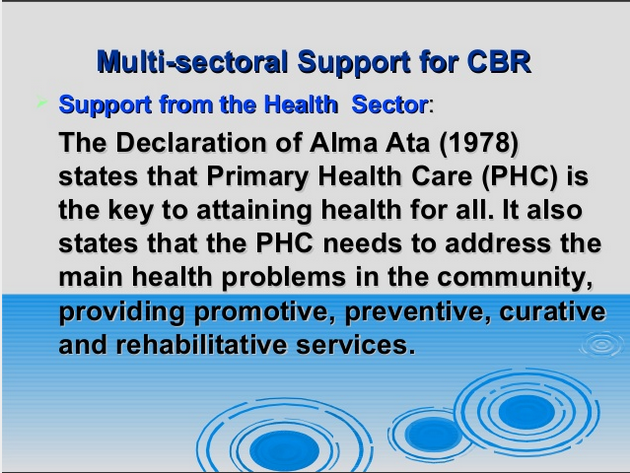 Multi-sectoral Support for CBR
Support from the Health Sector:
The Declaration of Alma Ata (1978)
states that Primary Health Care (PHC) is
the key to attaining health for all. It also
states that the PHC needs to address the
main health problems in the community,
providing promotive, preventive, curative
and rehabilitative services.